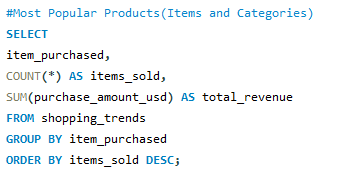 #Most Popular Products(Items and Categories)
SELECT
item_purchased,
COUNT(*) AS items_sold,
SUM(purchase_amount_usd) AS total_revenue
FROM shopping_trends
GROUP BY item_purchased
ORDER BY items_sold DESC;